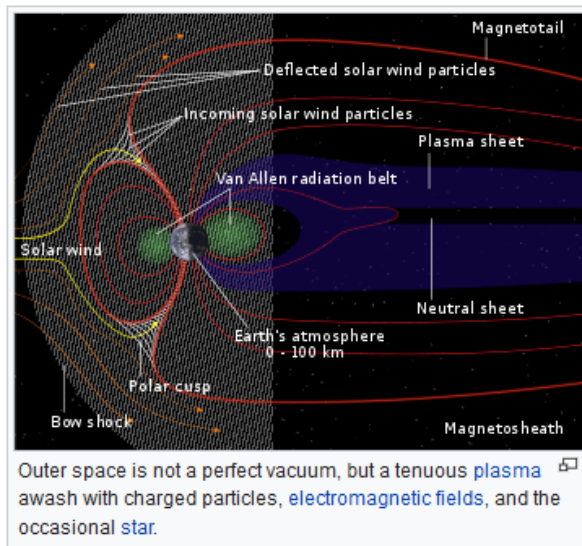 Magnetotail
Deflected solar wind particles
Incoming solar wind particles
Plasma sheet
Van Allen radiation belt
Solar wind
Neutral sheet
Earth's atmosphere
0 - 100 km
Polar cusp
Bow shock
Magnetosheath
Outer space is not a perfect vacuum, but a tenuous plasma
awash with charged particles, electromagnetic fields, and the
occasional star.